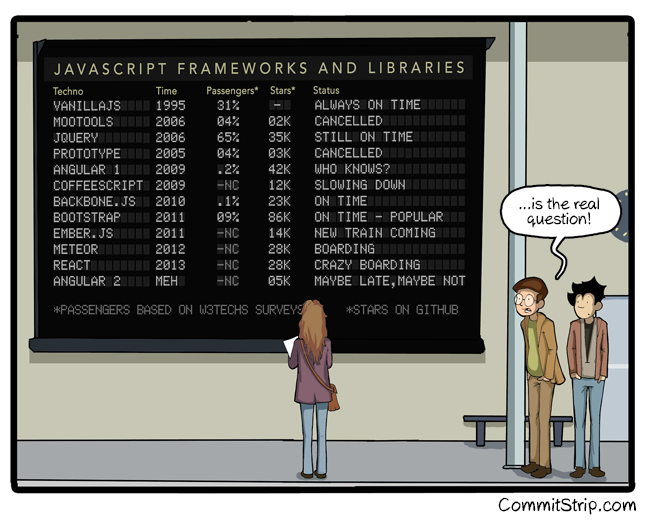 JAVASCRIPT FRAMEWORKS AND LIBRARIES
Techno Time Passengers* Stars* Status
VANILLAJS 1995 31% - ALWAYS ON TIME
MOOTOOLS 2006 04% 02K CANCELLED
JQUERY 2006 65% 35K STILL ON TIME
PROTOTYPE 2005 04% 03K CANCELLED
ANGULAR 1 2009 .2% 42K WHO KNOWS?
COFFEESCRIPT 2009 -NC 12K SLOWING DOWN
BACKBONE.JS 2010 .1% 23K ON TIME
BOOTSTRAP 2011 09% 86K ON TIME - POPULAR
EMBER.JS 2011 -NC 14K NEW TRAIN COMING
METEOR 2012 -NC 28K BOARDING
REACT 2013 -NC 28K CRAZY BOARDING
ANGULAR 2 MEH -NC 05K MAYBE LATE,MAYBE NOT
*PASSENGERS BASED ON W3TECHS SURVEYS *STARS ON GITHUB
...is the real
question!
CommitStrip.com